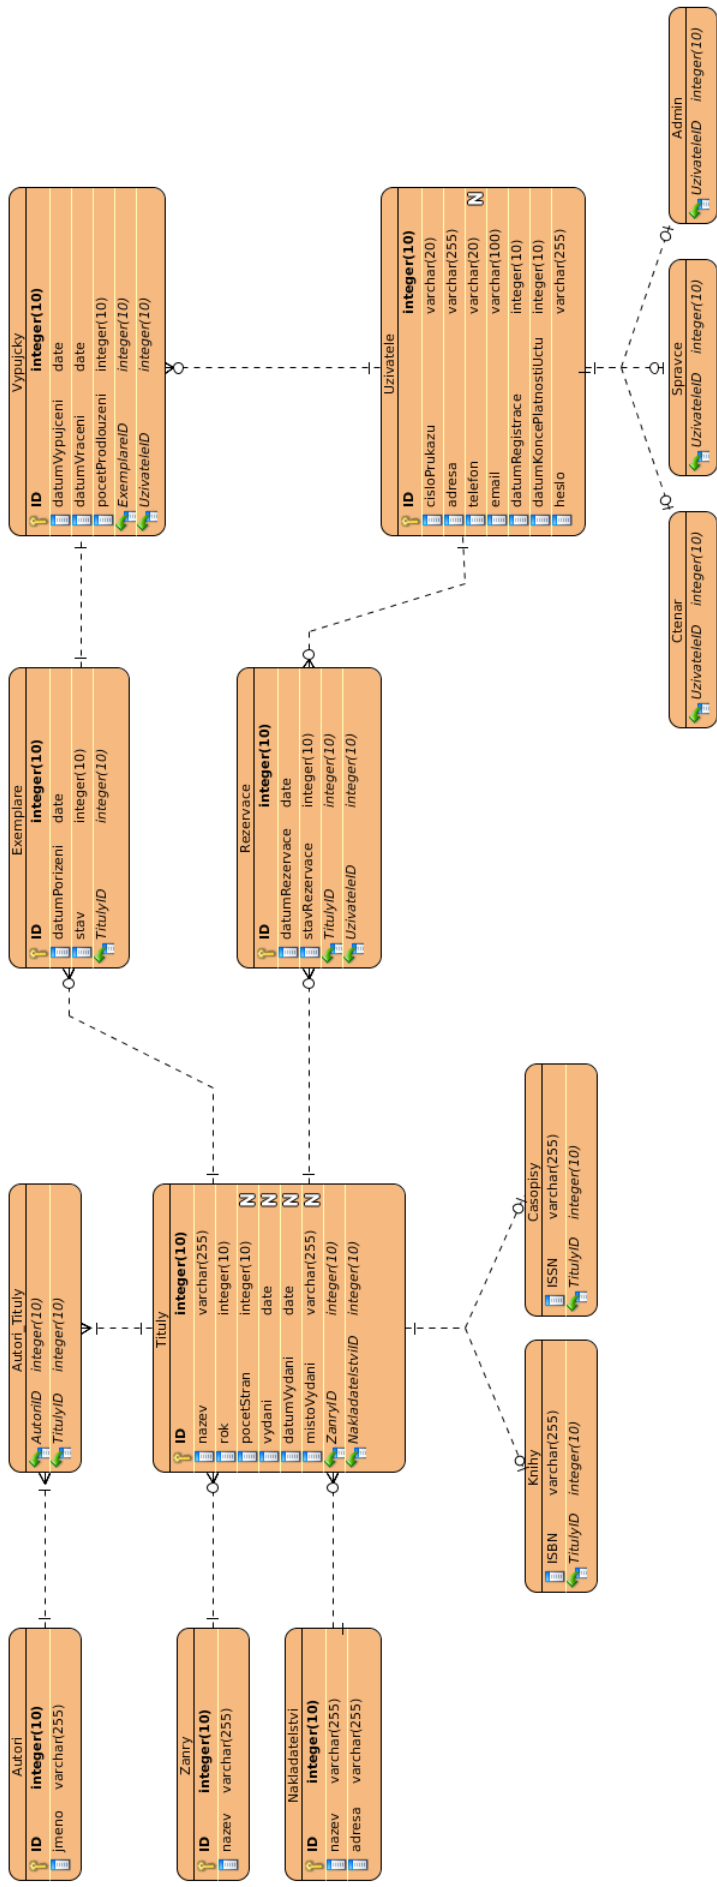 Autori
ID integer(10)
jmeno varchar(255)
Zanry
ID integer(10)
nazev varchar(255)
Nakladatelstvi
ID integer(10)
nazev varchar(255)
adresa varchar(255)
Autori_Tituly
AutoriID integer(10)
TitulyID integer(10)
Tituly
ID integer(10)
nazev varchar(255)
rok integer(10)
pocetStran integer(10) N
vydani date N
datumVydani date N
mistoVydani varchar(255) N
ZanryID integer(10)
NakladatelstviID integer(10)
Knihy
ISBN varchar(255)
TitulyID integer(10)
Casopisy
ISSN varchar(255)
TitulyID integer(10)
Exemplare
ID integer(10)
datumPorizeni date
stav integer(10)
TitulyID integer(10)
Rezervace
ID integer(10)
datumRezervace date
stavRezervace integer(10)
TitulyID integer(10)
UzivateleID integer(10)
Vypujcky
ID integer(10)
datumVypujceni date
datumVraceni date
pocetProdlouzeni integer(10)
ExemplareID integer(10)
UzivateleID integer(10)
Uzivatele
ID integer(10)
cisloPrukazu varchar(20)
adresa varchar(255)
telefon varchar(20) N
email varchar(100)
datumRegistrace integer(10)
datumKoncePlatnostiUctu integer(10)
heslo varchar(255)
Ctenar
UzivateleID integer(10)
Spravce
UzivateleID integer(10)
Admin
UzivateleID integer(10)